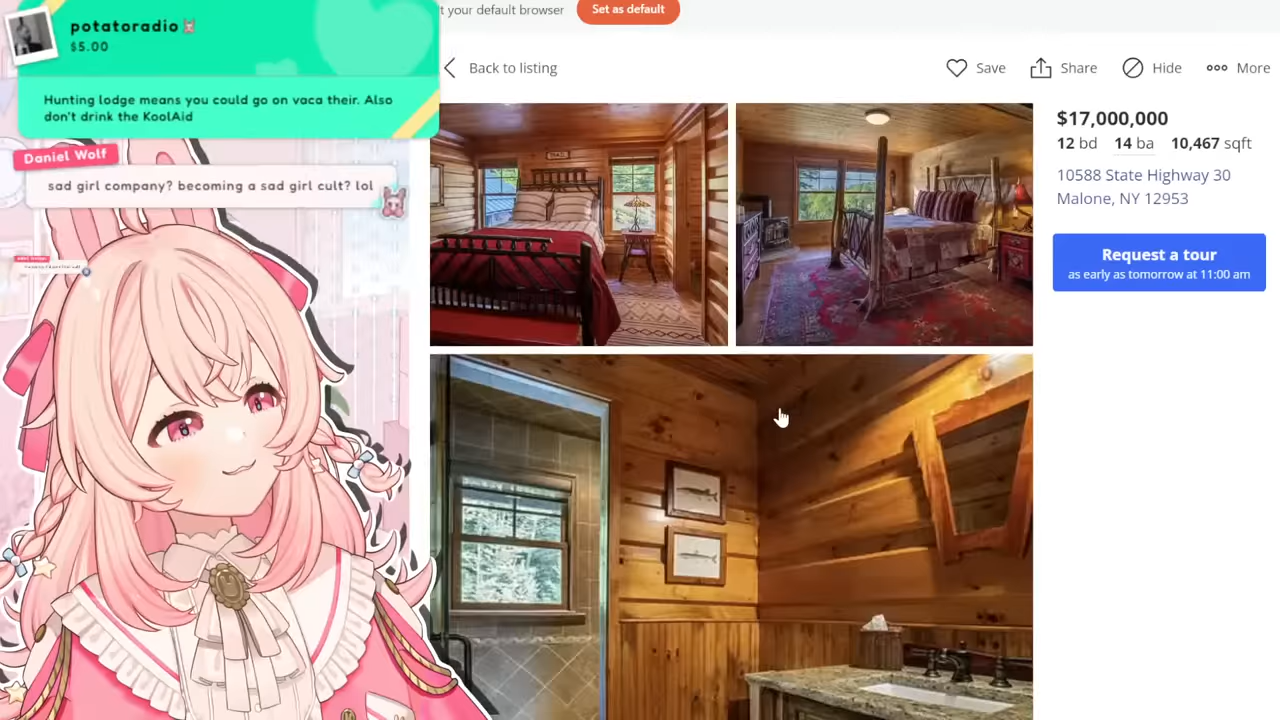 potatoradio
$5.00
Hunting lodge means you could go on vaca their. Also
don't drink the KoolAid
Daniel Wolf
sad girl company? becoming a sad girl cult? lol
t your default browser
Set as default
Back to listing
Save
Share
Hide
More
$17,000,000
12 bd 14 ba 10,467 sqft
10588 State Highway 30
Malone, NY 12953
Request a tour
as early as tomorrow at 11:00 am